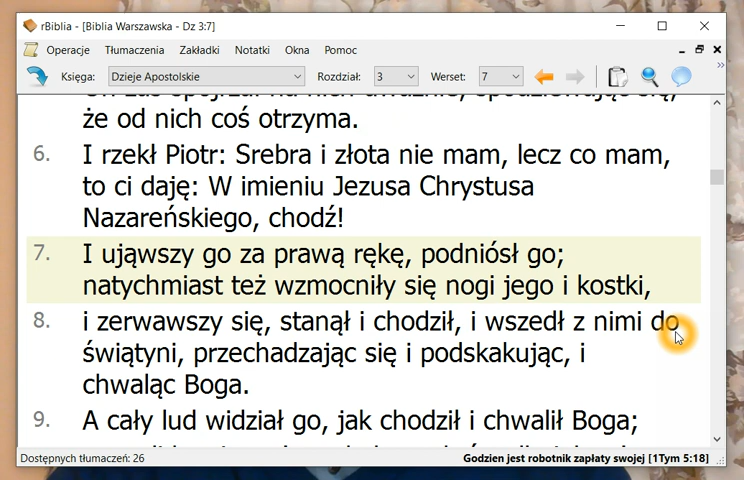 rBiblia - [Biblia Warszawska - Dz 3:7]
Operacje Tłumaczenia Zakładki Notatki Okna Pomoc
Księga: Dzieje Apostolskie Rozdział: 3 Werset: 7
że od nich coś otrzyma.
6. I rzekł Piotr: Srebra i złota nie mam, lecz co mam,
to ci daję: W imieniu Jezusa Chrystusa
Nazareńskiego, chodź!
7. I ująwszy go za prawą rękę, podniósł go;
natychmiast też wzmocniły się nogi jego i kostki,
8. i zerwawszy się, stanął i chodził, i wszedł z nimi do
świątyni, przechadzając się i podskakując, i
chwaląc Boga.
9. A cały lud widział go, jak chodził i chwalił Boga;
Dostępnych tłumaczeń: 26 Godzien jest robotnik zapłaty swojej [1Tym 5:18]